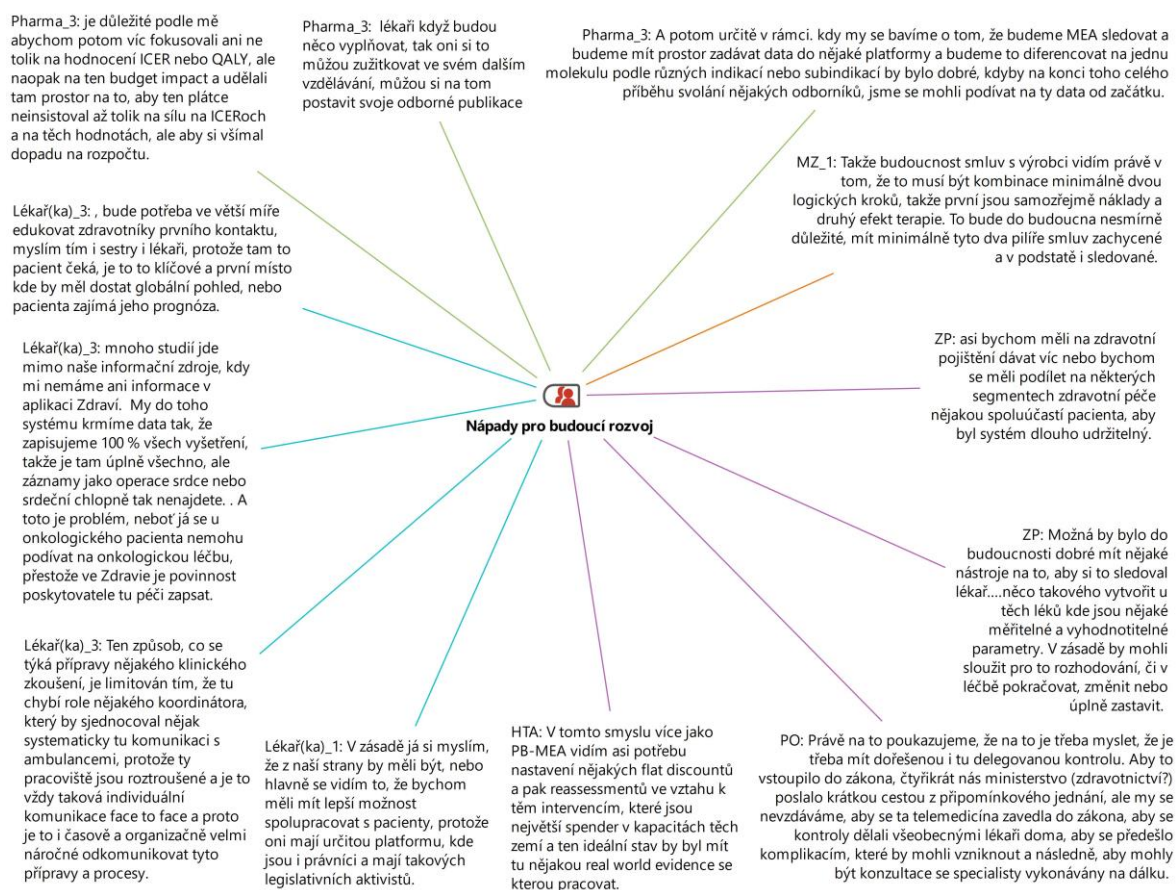 Pharma_3: je důležité podle mě
abychom potom víc fokusovali ani ne
tolik na hodnocení ICER nebo QALY, ale
naopak na ten budget impact a udělali
tam prostor na to, aby ten plátce
neinsistoval až tolik na sílu na ICERoch
a na těch hodnotách, ale aby si všímal
dopadu na rozpočtu.
Pharma_3: lékaři když budou
něco vyplňovat, tak oni si to
můžou zužitkovat ve svém dalším
vzdělávání, můžou si na tom
postavit svoje odborné publikace
Pharma_3: A potom určitě v rámci. kdy my se bavíme o tom, že budeme MEA sledovat a
budeme mít prostor zadávat data do nějaké platformy a budeme to diferencovat na jednu
molekulu podle různých indikací nebo subindikací by bylo dobré, kdyby na konci toho celého
příběhu svolání nějakých odborníků, jsme se mohli podívat na ty data od začátku.
MZ_1: Takže budoucnost smluv s výrobci vidím právě v
tom, že to musí být kombinace minimálně dvou
logických kroků, takže první jsou samozřejmě náklady a
druhý efekt terapie. To bude do budoucna nesmírně
důležité, mít minimálně tyto dva pilíře smluv zachycené
a v podstatě i sledované.
Lékař(ka)_3: , bude potřeba ve větší míře
edukovat zdravotníky prvního kontaktu,
myslím tím i sestry i lékaři, protože tam to
pacient čeká, je to to klíčové a první místo
kde by měl dostat globální pohled, nebo
pacienta zajímá jeho prognóza.
Lékař(ka)_3: mnoho studií jde
mimo naše informační zdroje, kdy
mi nemáme ani informace v
aplikaci Zdraví. My do toho
systému krmíme data tak, že
zapisujeme 100 % všech vyšetření,
takže je tam úplně všechno, ale
záznamy jako operace srdce nebo
srdeční chlopně tak nenajdete. . A
toto je problém, neboť já se u
onkologického pacienta nemohu
podívat na onkologickou léčbu,
přestože ve Zdravie je povinnost
poskytovatele tu péči zapsat.
Nápady pro budoucí rozvoj
ZP: asi bychom měli na zdravotní
pojištění dávat víc nebo bychom
se měli podílet na některých
segmentech zdravotní péče
nějakou spoluúčastí pacienta, aby
byl systém dlouho udržitelný.
ZP: Možná by bylo do
budoucnosti dobré mít nějaké
nástroje na to, aby si to sledoval
lékař....něco takového vytvořit u
těch léků kde jsou nějaké
měřitelné a vyhodnotitelné
parametry. V zásadě by mohli
sloužit pro to rozhodování, či v
léčbě pokračovat, změnit nebo
úplně zastavit.
Lékař(ka)_3: Ten způsob, co se
týká přípravy nějakého klinického
zkoušení, je limitován tím, že tu
chybí role nějakého koordinátora,
který by sjednocoval nějak
systematicky tu komunikaci s
ambulancemi, protože ty
pracoviště jsou roztroušené a je to
vždy taková individuální
komunikace face to face a proto
je to i časově a organizačně velmi
náročné odkomunikovat tyto
přípravy a procesy.
Lékař(ka)_1: V zásadě já si myslím,
že z naší strany by měli být, nebo
hlavně se vidím to, že bychom
měli mít lepší možnost
spolupracovat s pacienty, protože
oni mají určitou platformu, kde
jsou i právníci a mají takových
legislativních aktivistů.
HTA: V tomto smyslu více jako
PB-MEA vidím asi potřebu
nastavení nějakých flat discountů
a pak reassessmentů ve vztahu k
těm intervencím, které jsou
největší spender v kapacitách těch
zemí a ten ideální stav by byl mít
tu nějakou real world evidence se
kterou pracovat.
PO: Právě na to poukazujeme, že na to je třeba myslet, že je
třeba mít dořešenou i tu delegovanou kontrolu. Aby to
vstoupilo do zákona, čtyřikrát nás ministerstvo (zdravotnictví?)
poslalo krátkou cestou z připomínkového jednání, ale my se
nevzdáváme, aby se ta telemedicína zavedla do zákona, aby se
kontroly dělali všeobecnými lékaři doma, aby se předešlo
komplikacím, které by mohli vzniknout a následně, aby mohly
být konzultace se specialisty vykonávány na dálku.